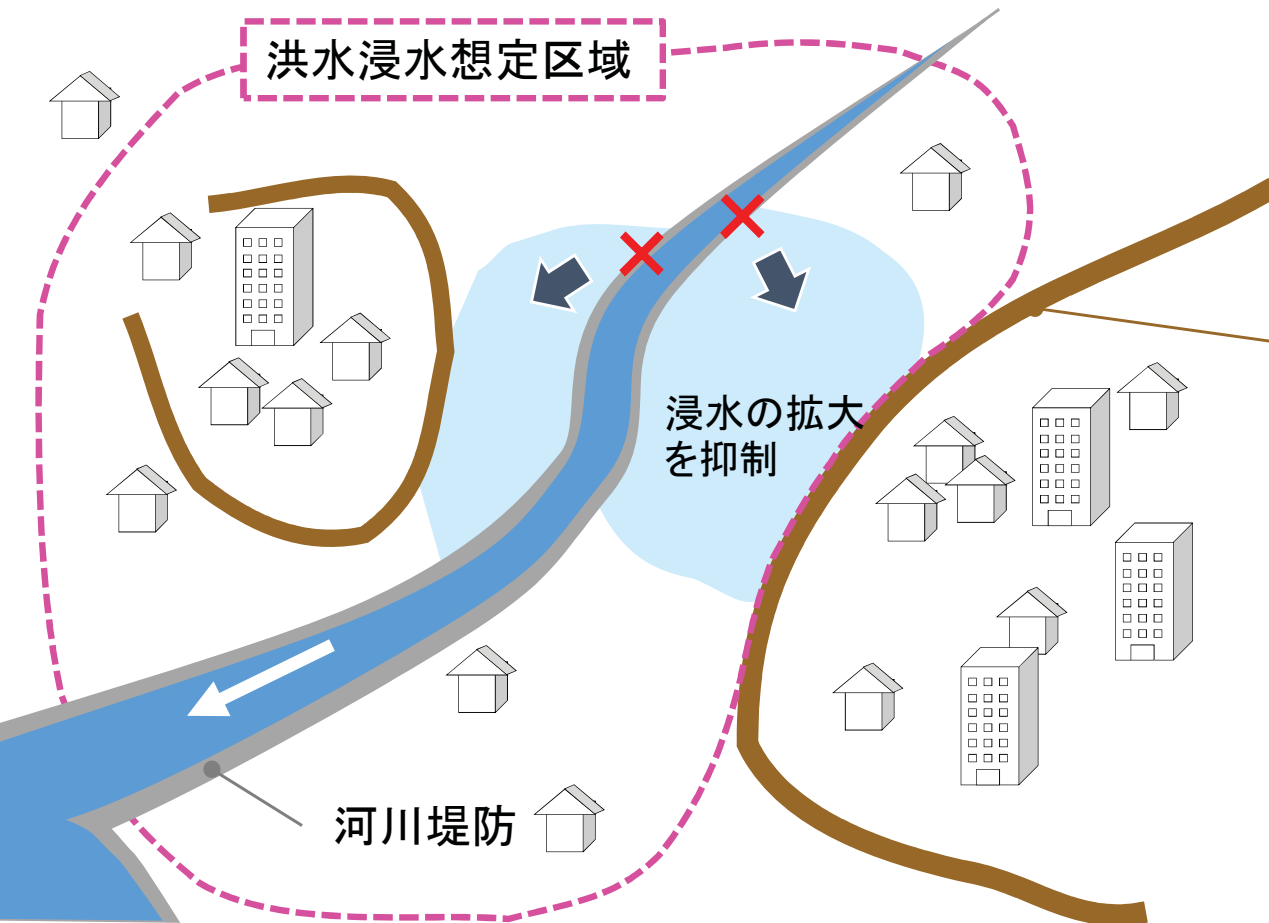 洪水浸水想定区域
浸水の拡大
を抑制
河川堤防